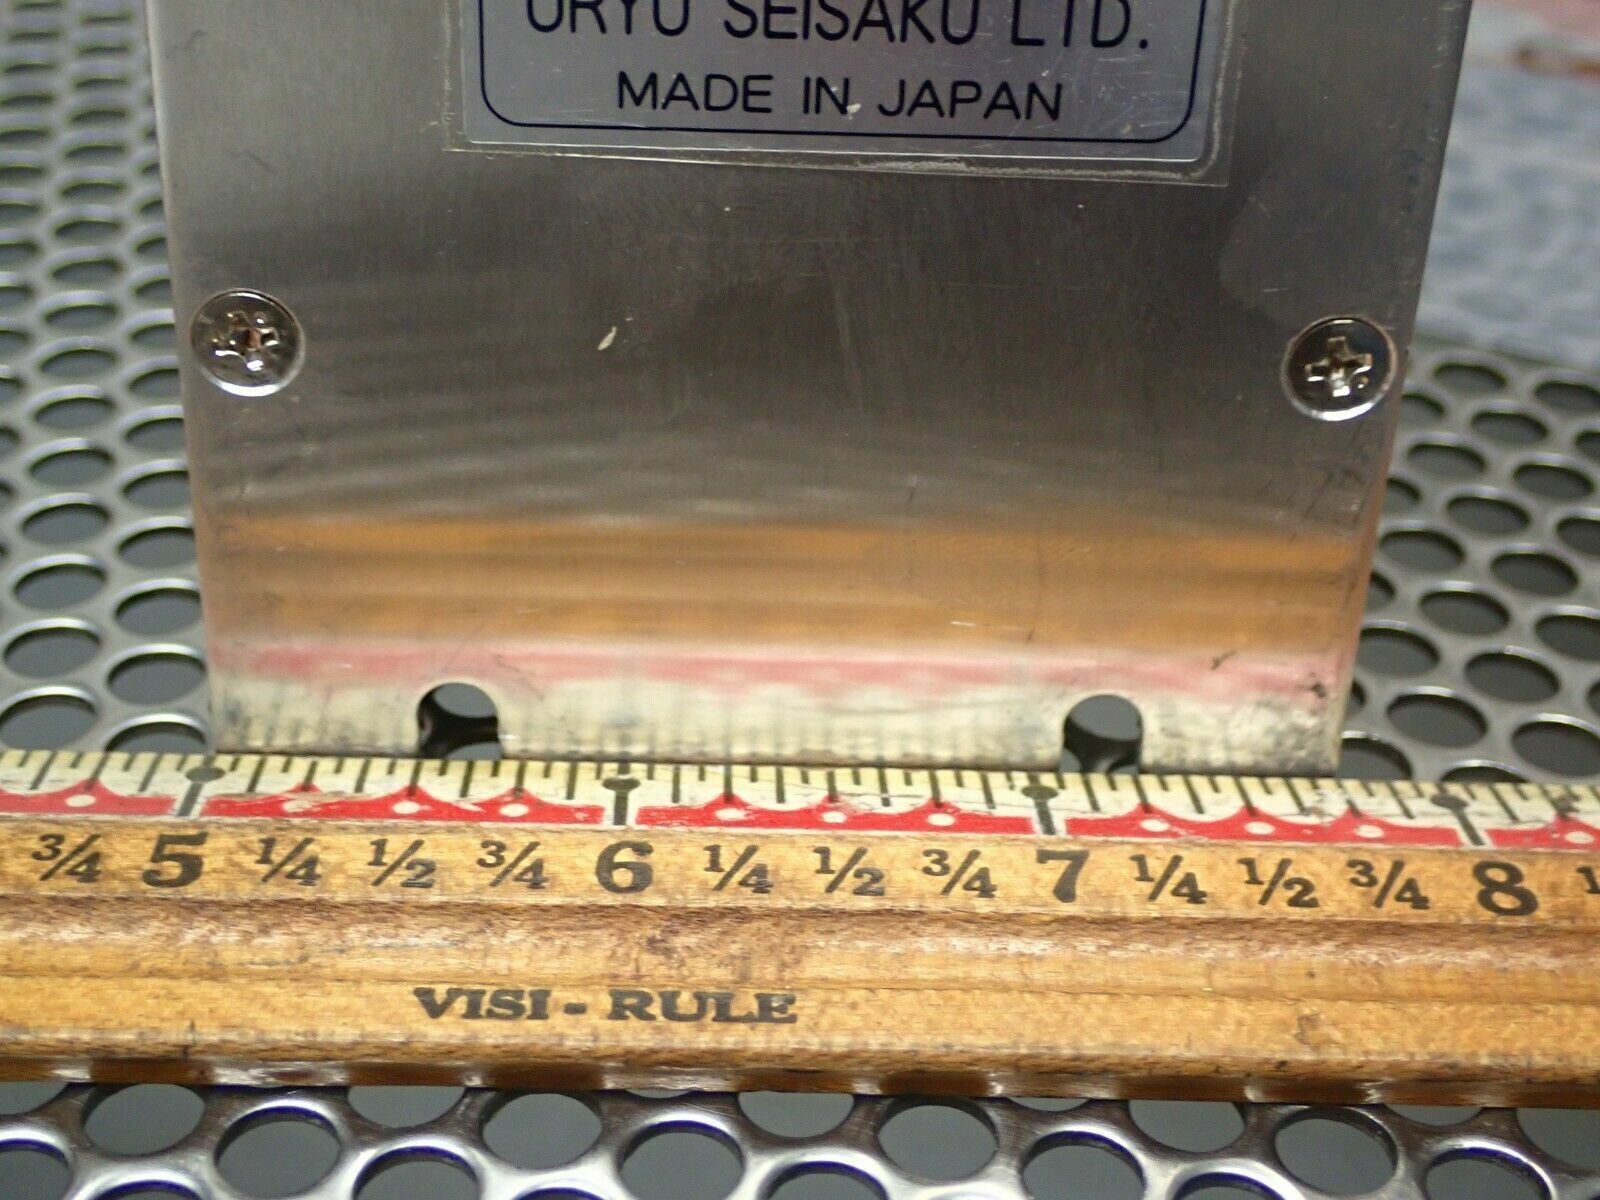 URYU SEISAKU LTD.
MADE IN JAPAN
3/4 5 1/4 1/2 3/4 6 1/4 1/2 3/4 7 1/4 1/2 3/4 8
VISI-RULE